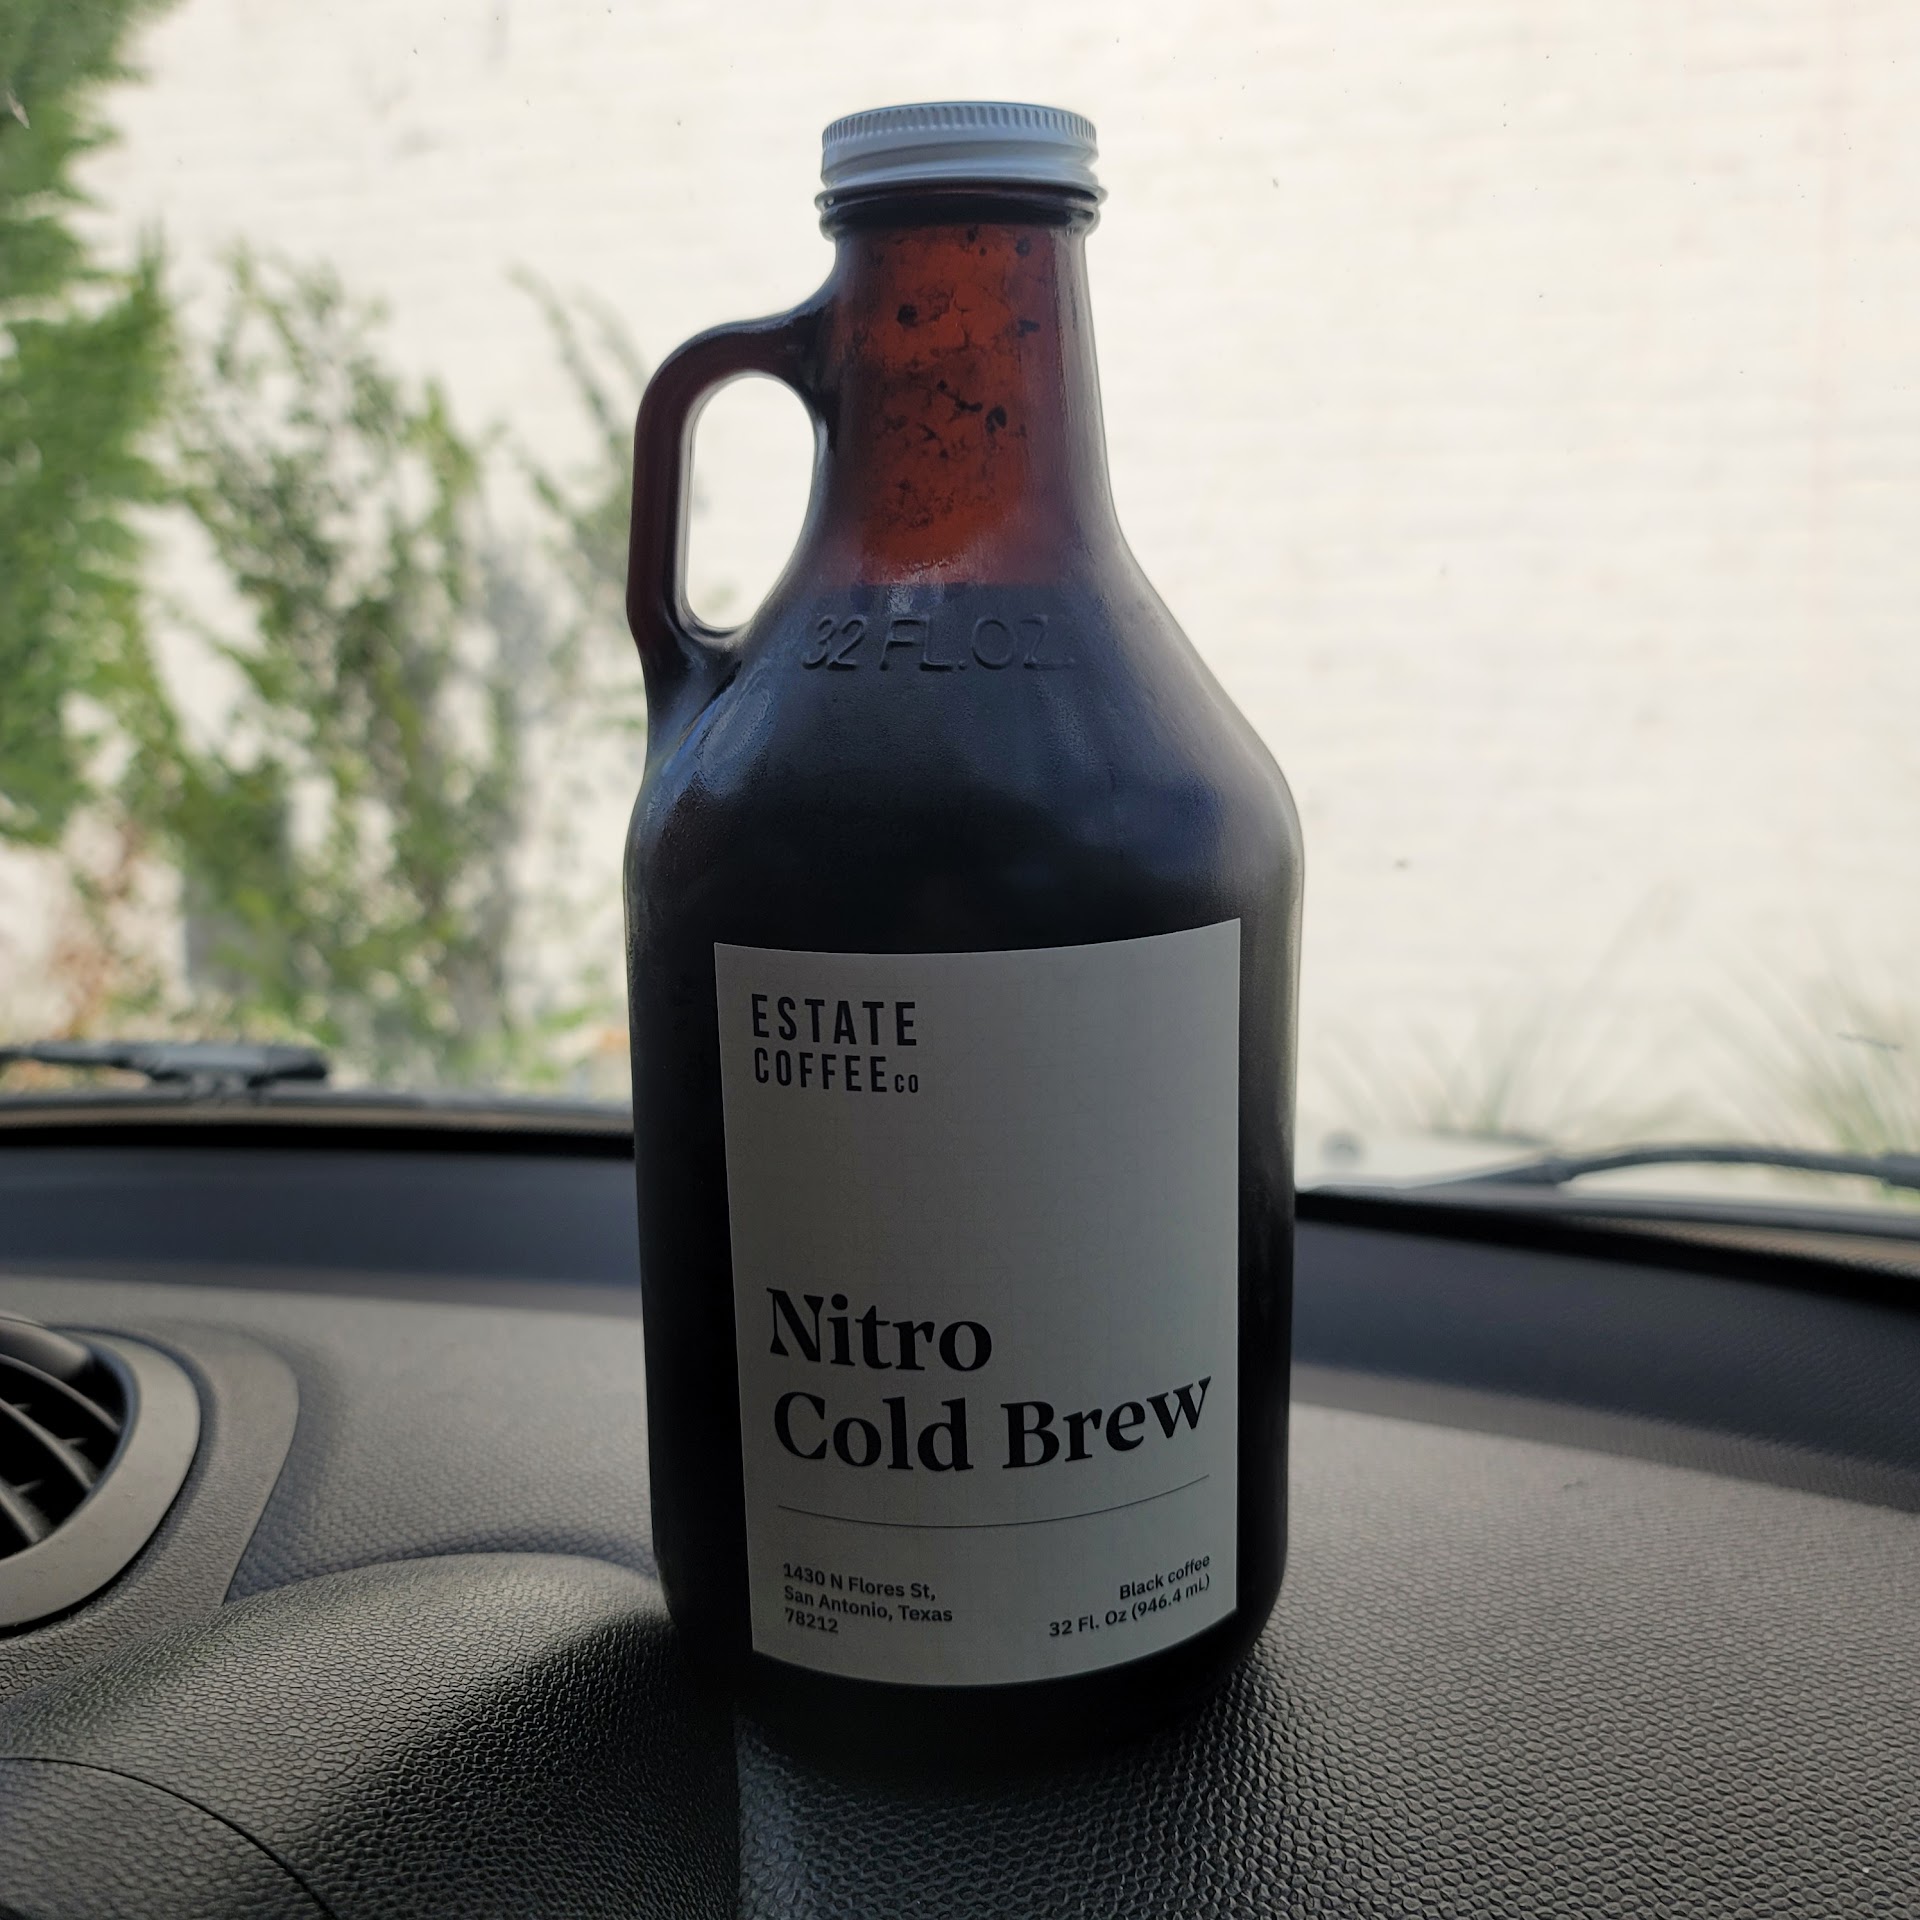 32 FL.OZ.
ESTATE
COFFEE CO
Nitro
Cold Brew
1430 N Flores St,
San Antonio, Texas
78212
Black coffee
32 Fl. Oz (946.4 mL)